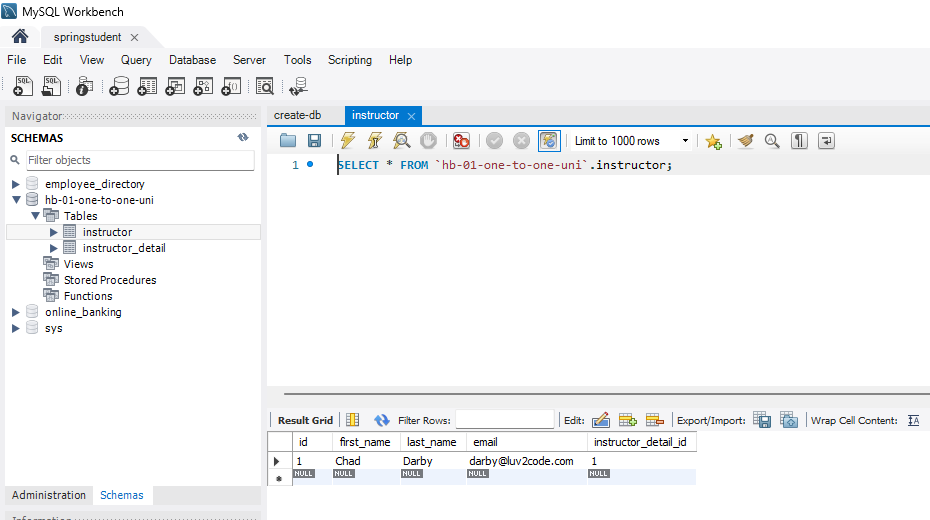 MySQL Workbench
springstudent
File Edit View Query Database Server Tools Scripting Help
SQL SQL
Navigator
SCHEMAS
Filter objects
employee_directory
hb-01-one-to-one-uni
Tables
instructor
instructor_detail
Views
Stored Procedures
Functions
online_banking
sys
Administration Schemas
Information
create-db instructor
Limit to 1000 rows
1 SELECT * FROM `hb-01-one-to-one-uni`.instructor;
Result Grid Filter Rows: Edit: Export/Import: Wrap Cell Content:
id first_name last_name email instructor_detail_id
1 Chad Darby darby@luv2code.com 1
NULL NULL NULL NULL NULL